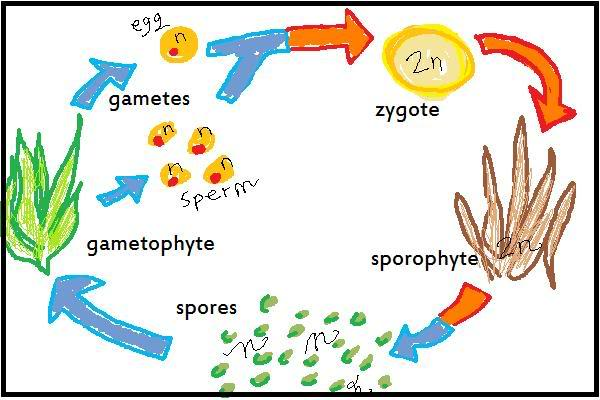 egg
n
gametes
2n
zygote
n
n
n
n
sperm
gametophyte
sporophyte
2n
spores
n
n